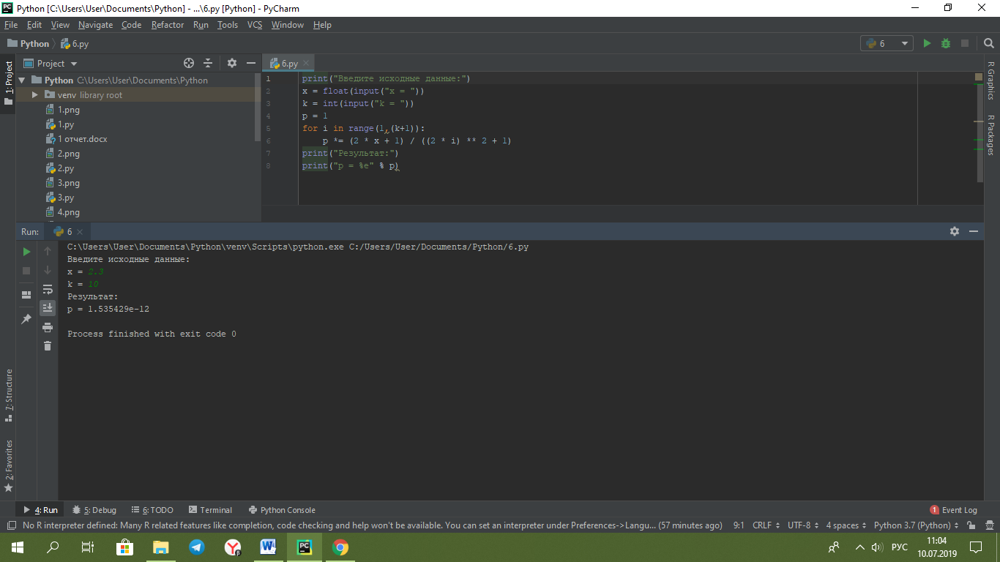 Python [C:\Users\User\Documents\Python] - ...\6.py [Python] - PyCharm
File Edit View Navigate Code Refactor Run Tools VCS Window Help
Python 6.py
6
1: Project
Project
6.py
Python C:\Users\User\Documents\Python
venv library root
1.png
1.py
1 отчет.docx
2.png
2.py
3.png
3.py
4.png
1 print("Введите исходные данные:")
2 x = float(input("x = "))
3 k = int(input("k = "))
4 p = 1
5 for i in range(1,(k+1)):
6 p *= (2 * x + 1) / ((2 * i) ** 2 + 1)
7 print("Результат:")
8 print("p = %e" % p)
R Graphics
R Packages
Run: 6
C:\Users\User\Documents\Python\venv\Scripts\python.exe C:/Users/User/Documents/Python/6.py
Введите исходные данные:
x = 2.3
k = 10
Результат:
p = 1.535429e-12
Process finished with exit code 0
7: Structure
2: Favorites
4: Run 5: Debug 6: TODO Terminal Python Console 1 Event Log
No R interpreter defined: Many R related features like completion, code checking and help won't be available. You can set an interpreter under Preferences->Langu... (57 minutes ago) 9:1 CRLF UTF-8 4 spaces Python 3.7 (Python)
РУС
11:04
10.07.2019